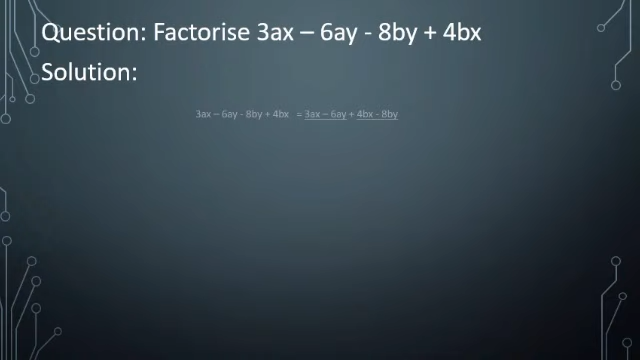 Question: Factorise 3ax – 6ay - 8by + 4bx
Solution:
3ax – 6ay - 8by + 4bx = 3ax – 6ay + 4bx - 8by